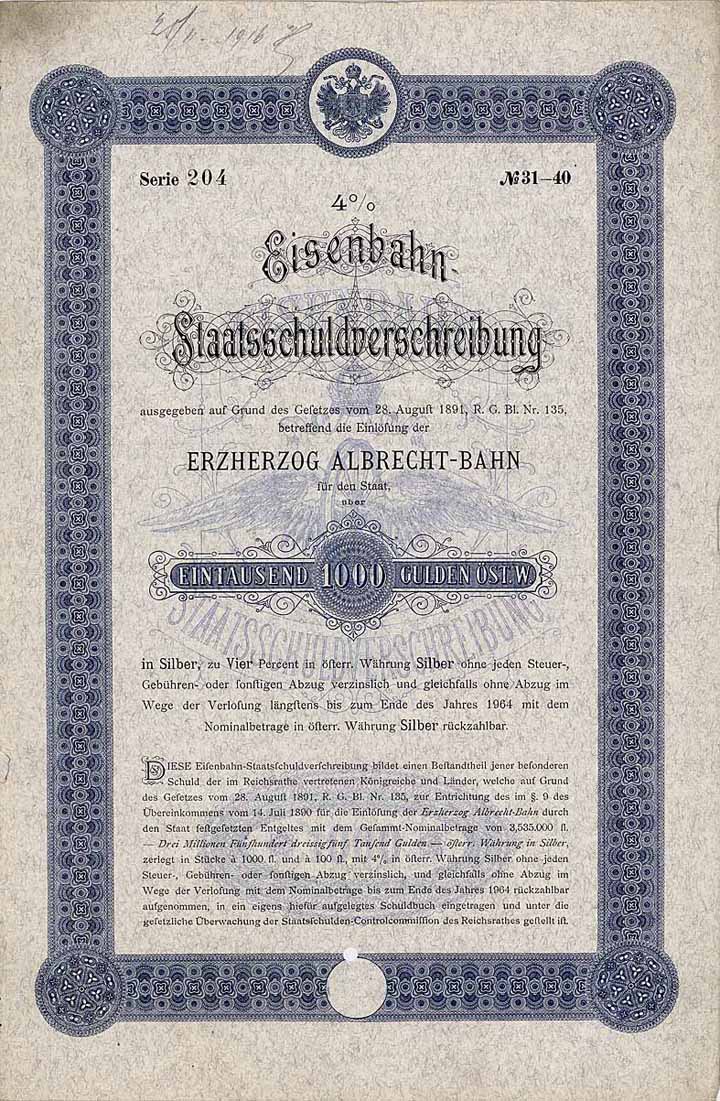 1916
Serie 204
№ 31–40
4%
Eisenbahn-
Staatsschuldverschreibung
ausgegeben auf Grund des Geſetzes vom 28. Auguſt 1891, R. G. Bl. Nr. 135,
betreffend die Einlöſung der
ERZHERZOG ALBRECHT-BAHN
für den Staat,
über
EINTAUSEND 1000 GULDEN ÖST. W.
STAATSSCHULDVERSCHREIBUNG
in Silber, zu Vier Percent in öſterr. Währung Silber ohne jeden Steuer-,
Gebühren- oder ſonſtigen Abzug verzinslich und gleichfalls ohne Abzug im
Wege der Verloſung längſtens bis zum Ende des Jahres 1964 mit dem
Nominalbetrage in öſterr. Währung Silber rückzahlbar.
DIESE Eiſenbahn-Staatsſchuldverſchreibung bildet einen Beſtandtheil jener beſonderen
Schuld der im Reichsrathe vertretenen Königreiche und Länder, welche auf Grund
des Geſetzes vom 28. Auguſt 1891, R. G. Bl. Nr. 135, zur Entrichtung des im §. 9 des
Übereinkommens vom 14. Juli 1890 für die Einlöſung der Erzherzog Albrecht-Bahn durch
den Staat feſtgeſetzten Entgeltes mit dem Geſammt-Nominalbetrage von 3,535.000 fl.
— Drei Millionen Fünfhundert dreissig fünf Tauſend Gulden — öſterr. Währung in Silber,
zerlegt in Stücke à 1000 fl. und à 100 fl., mit 4% in öſterr. Währung Silber ohne jeden
Steuer-, Gebühren- oder ſonſtigen Abzug verzinslich, und gleichfalls ohne Abzug im
Wege der Verloſung mit dem Nominalbetrage bis zum Ende des Jahres 1964 rückzahlbar
aufgenommen, in ein eigens hiefür aufgelegtes Schuldbuch eingetragen und unter die
geſetzliche Überwachung der Staatsſchulden-Controlcommiſſion des Reichsrathes geſtellt iſt.